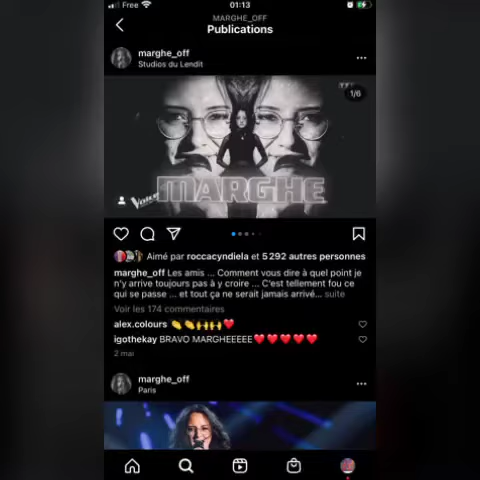 Free
01:13
MARGHE_OFF
Publications
marghe_off
Studios du Lendit
1/6
Voice
MARGHE
Aimé par roccacyndiela et 5 292 autres personnes
marghe_off Les amis ... Comment vous dire à quel point je
n'y arrive toujours pas à y croire ... C'est tellement fou ce
qui se passe ... et tout ça ne serait jamais arrivé... suite
Voir les 174 commentaires
alex.colours 👏👏🙌🙌❤️
igothekay BRAVO MARGHEEEEE❤️❤️❤️❤️❤️
2 mai
marghe_off
Paris